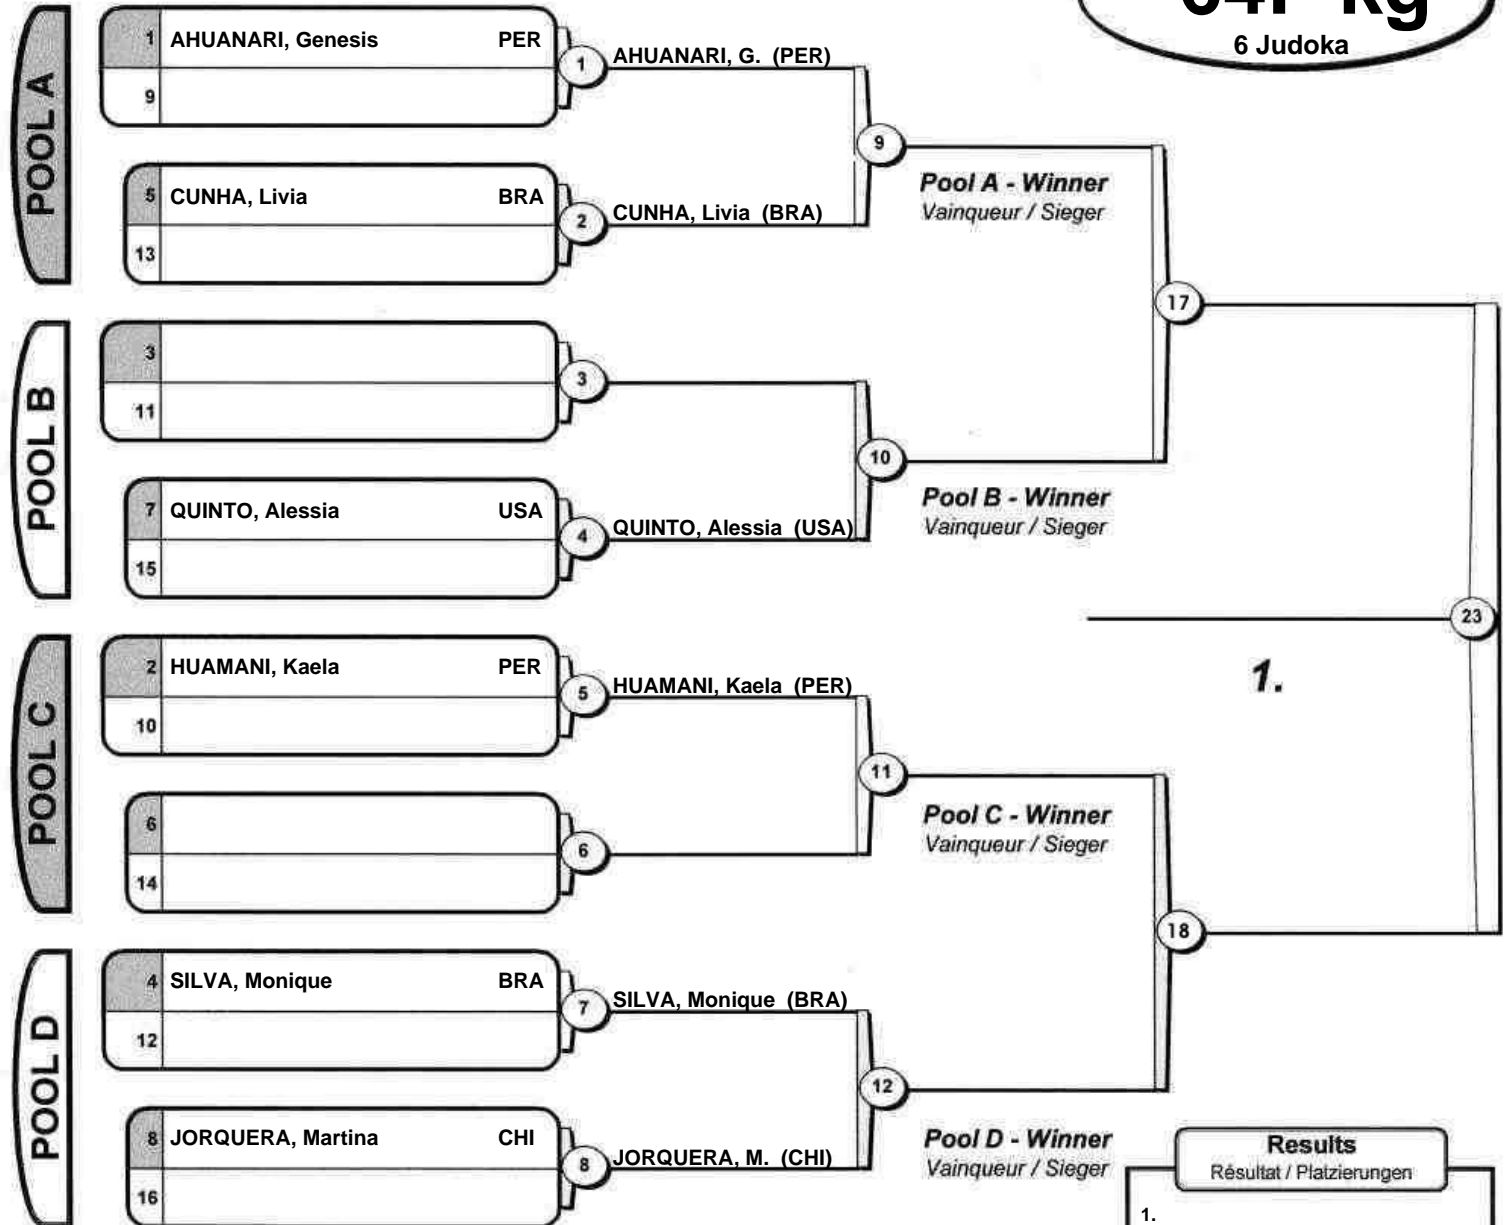 kg
6 Judoka
POOL A
1 AHUANARI, Genesis PER
9
1
AHUANARI, G. (PER)
5 CUNHA, Livia BRA
13
2
CUNHA, Livia (BRA)
9
Pool A - Winner
Vainqueur / Sieger
17
POOL B
3
11
3
7 QUINTO, Alessia USA
15
4
QUINTO, Alessia (USA)
10
Pool B - Winner
Vainqueur / Sieger
23
1.
POOL C
2 HUAMANI, Kaela PER
10
5
HUAMANI, Kaela (PER)
6
14
6
11
Pool C - Winner
Vainqueur / Sieger
18
POOL D
4 SILVA, Monique BRA
12
7
SILVA, Monique (BRA)
8 JORQUERA, Martina CHI
16
8
JORQUERA, M. (CHI)
12
Pool D - Winner
Vainqueur / Sieger
Results
Résultat / Platzierungen
1.